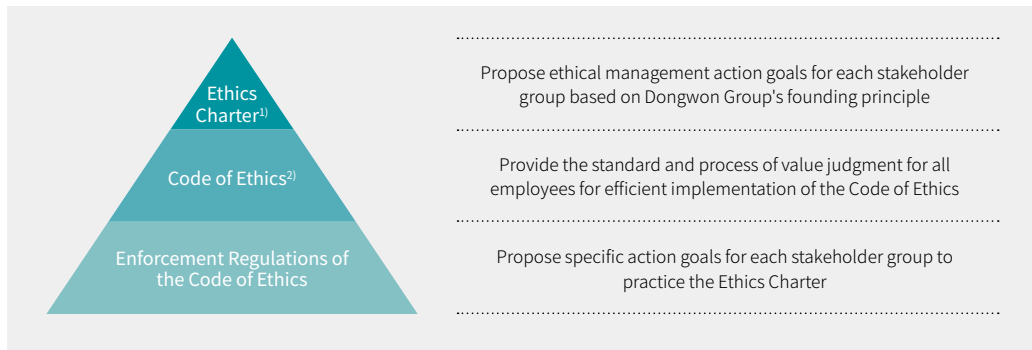 Ethics
Charter1)
Propose ethical management action goals for each stakeholder
group based on Dongwon Group's founding principle
Code of Ethics2)
Provide the standard and process of value judgment for all
employees for efficient implementation of the Code of Ethics
Enforcement Regulations of
the Code of Ethics
Propose specific action goals for each stakeholder group to
practice the Ethics Charter